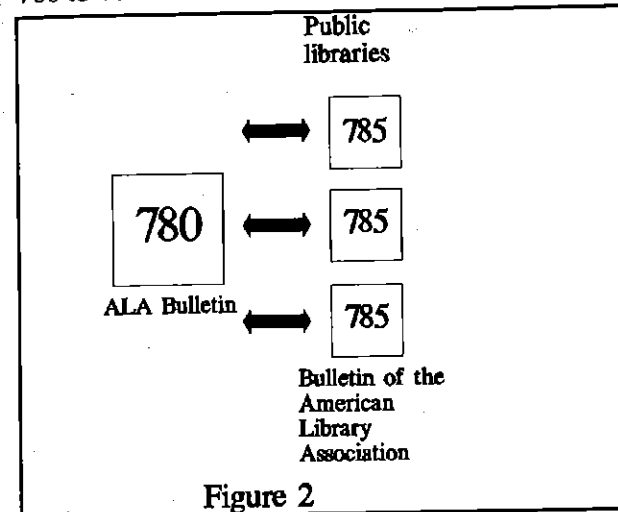 Public
libraries
785
780
785
ALA Bulletin
785
Bulletin of the
American
Library
Association
Figure 2